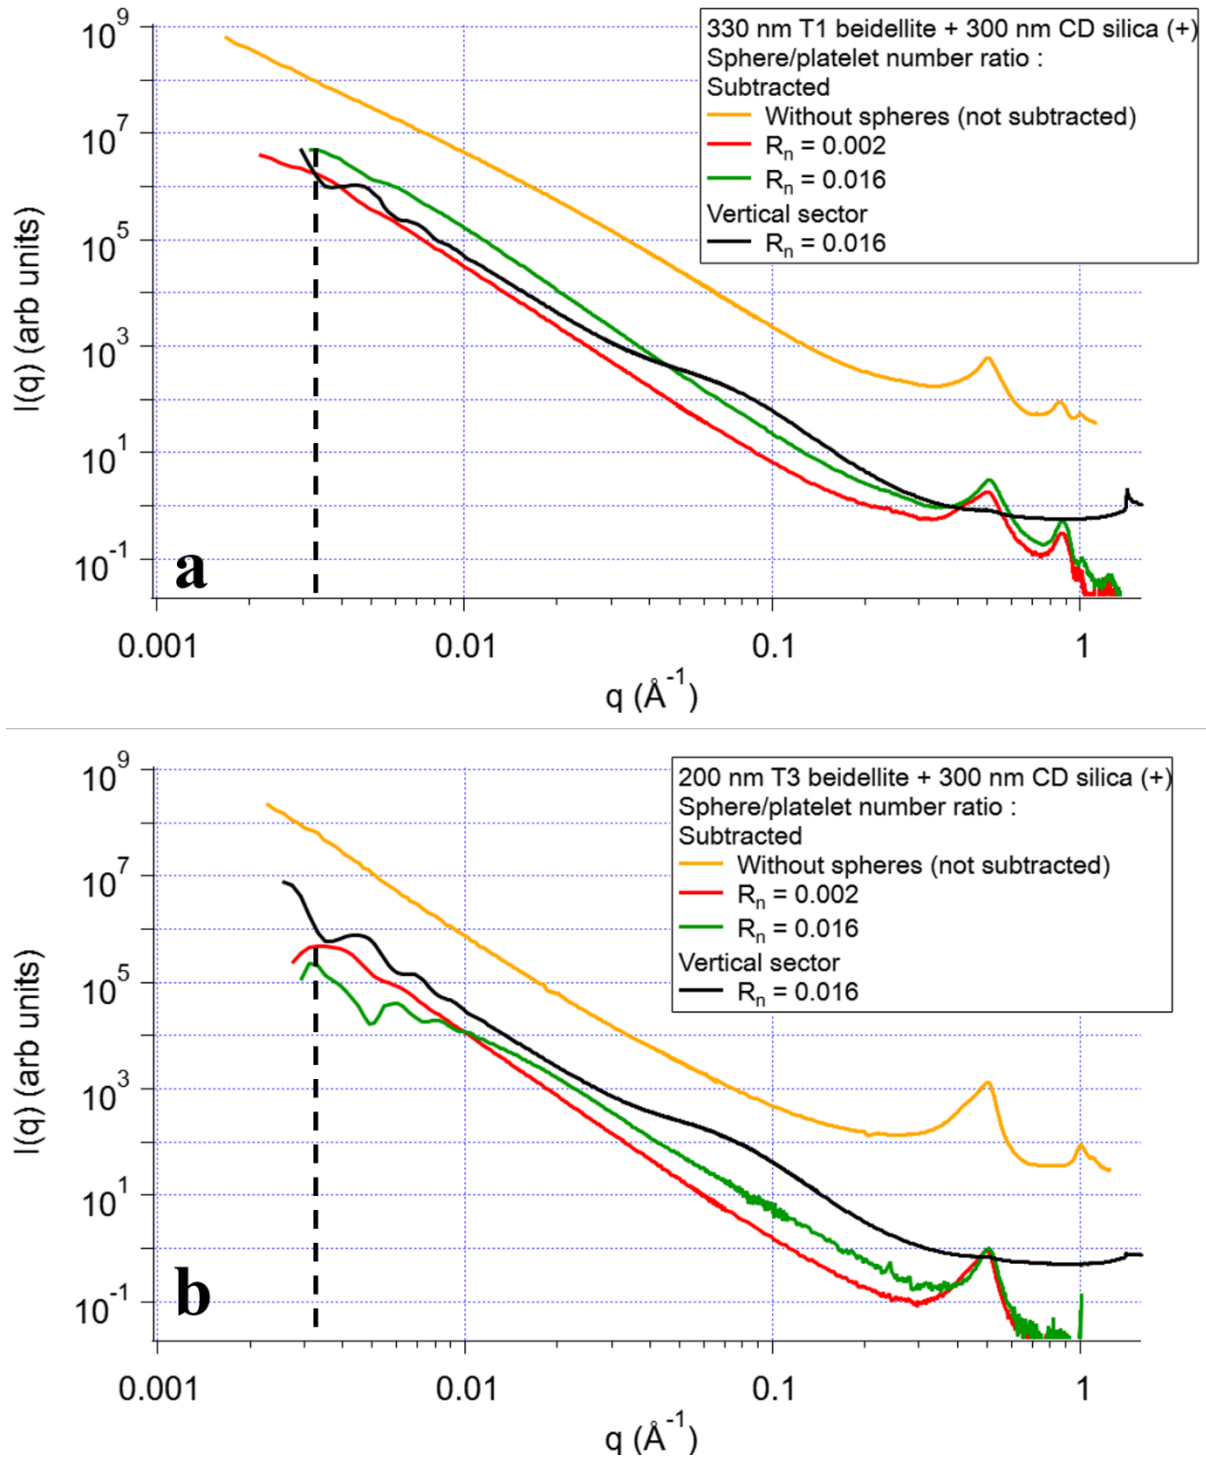 10^9
10^7
10^5
10^3
10^1
10^-1
I(q) (arb units)
330 nm T1 beidellite + 300 nm CD silica (+)
Sphere/platelet number ratio :
Subtracted
Without spheres (not subtracted)
R_n = 0.002
R_n = 0.016
Vertical sector
R_n = 0.016
a
0.001 0.01 0.1 1
q (Å^-1)
10^9
10^7
10^5
10^3
10^1
10^-1
I(q) (arb units)
200 nm T3 beidellite + 300 nm CD silica (+)
Sphere/platelet number ratio :
Subtracted
Without spheres (not subtracted)
R_n = 0.002
R_n = 0.016
Vertical sector
R_n = 0.016
b
0.001 0.01 0.1 1
q (Å^-1)